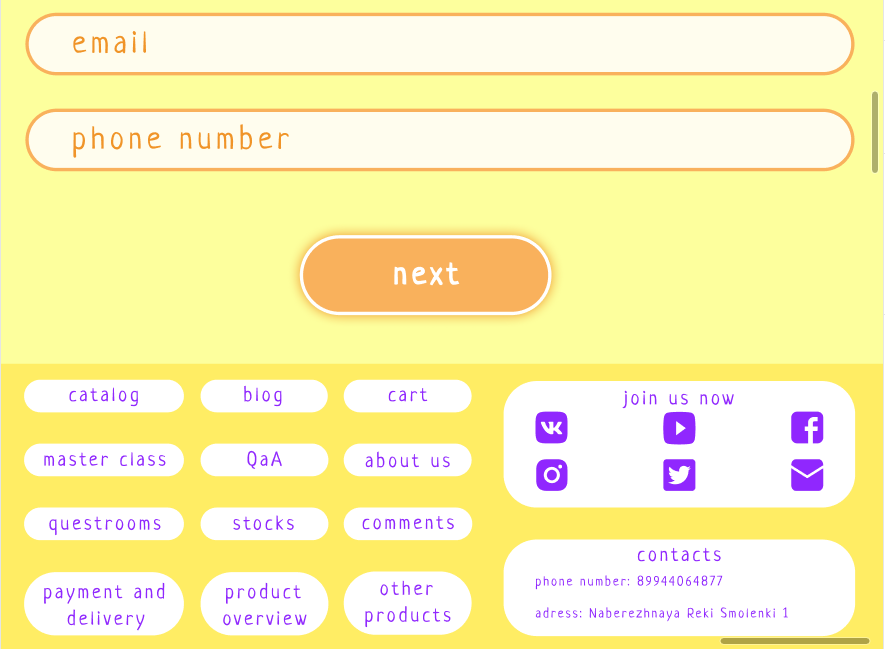 email
phone number
next
catalog
blog
cart
master class
QaA
about us
questrooms
stocks
comments
payment and
delivery
product
overview
other
products
join us now
contacts
phone number: 89944064877
adress: Naberezhnaya Reki Smolenki 1